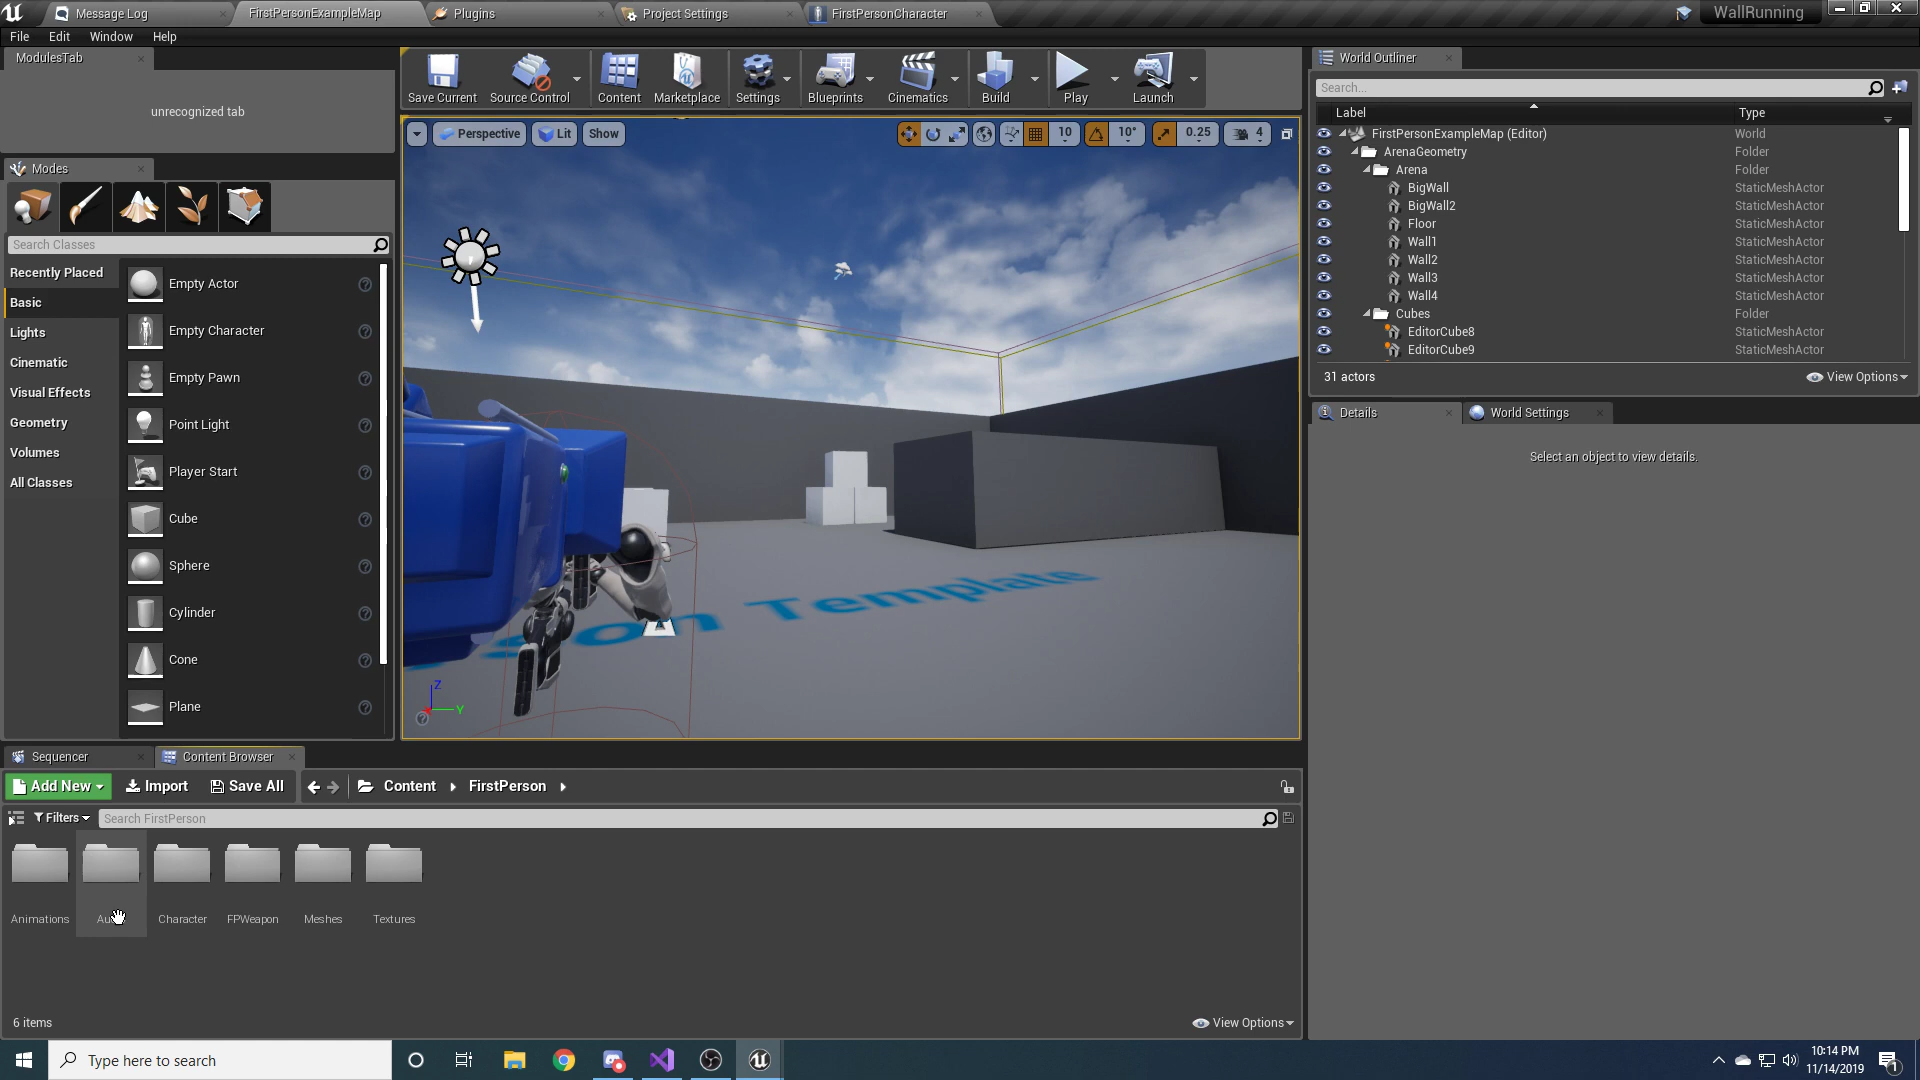 Message Log
FirstPersonExampleMap
Plugins
Project Settings
FirstPersonCharacter
WallRunning
File
Edit
Window
Help
ModulesTab
unrecognized tab
Save Current
Source Control
Content
Marketplace
Settings
Blueprints
Cinematics
Build
Play
Launch
Modes
Search Classes
Recently Placed
Basic
Lights
Cinematic
Visual Effects
Geometry
Volumes
All Classes
Empty Actor
Empty Character
Empty Pawn
Point Light
Player Start
Cube
Sphere
Cylinder
Cone
Plane
Perspective
Lit
Show
10
10°
0.25
4
son Template
Z
Y
World Outliner
Search...
Label
Type
FirstPersonExampleMap (Editor)
World
ArenaGeometry
Folder
Arena
Folder
BigWall
StaticMeshActor
BigWall2
StaticMeshActor
Floor
StaticMeshActor
Wall1
StaticMeshActor
Wall2
StaticMeshActor
Wall3
StaticMeshActor
Wall4
StaticMeshActor
Cubes
Folder
EditorCube8
StaticMeshActor
EditorCube9
StaticMeshActor
31 actors
View Options
Details
World Settings
Select an object to view details.
Sequencer
Content Browser
Add New
Import
Save All
Content
FirstPerson
Filters
Search FirstPerson
Animations
Character
FPWeapon
Meshes
Textures
6 items
View Options
Type here to search
10:14 PM
11/14/2019
1